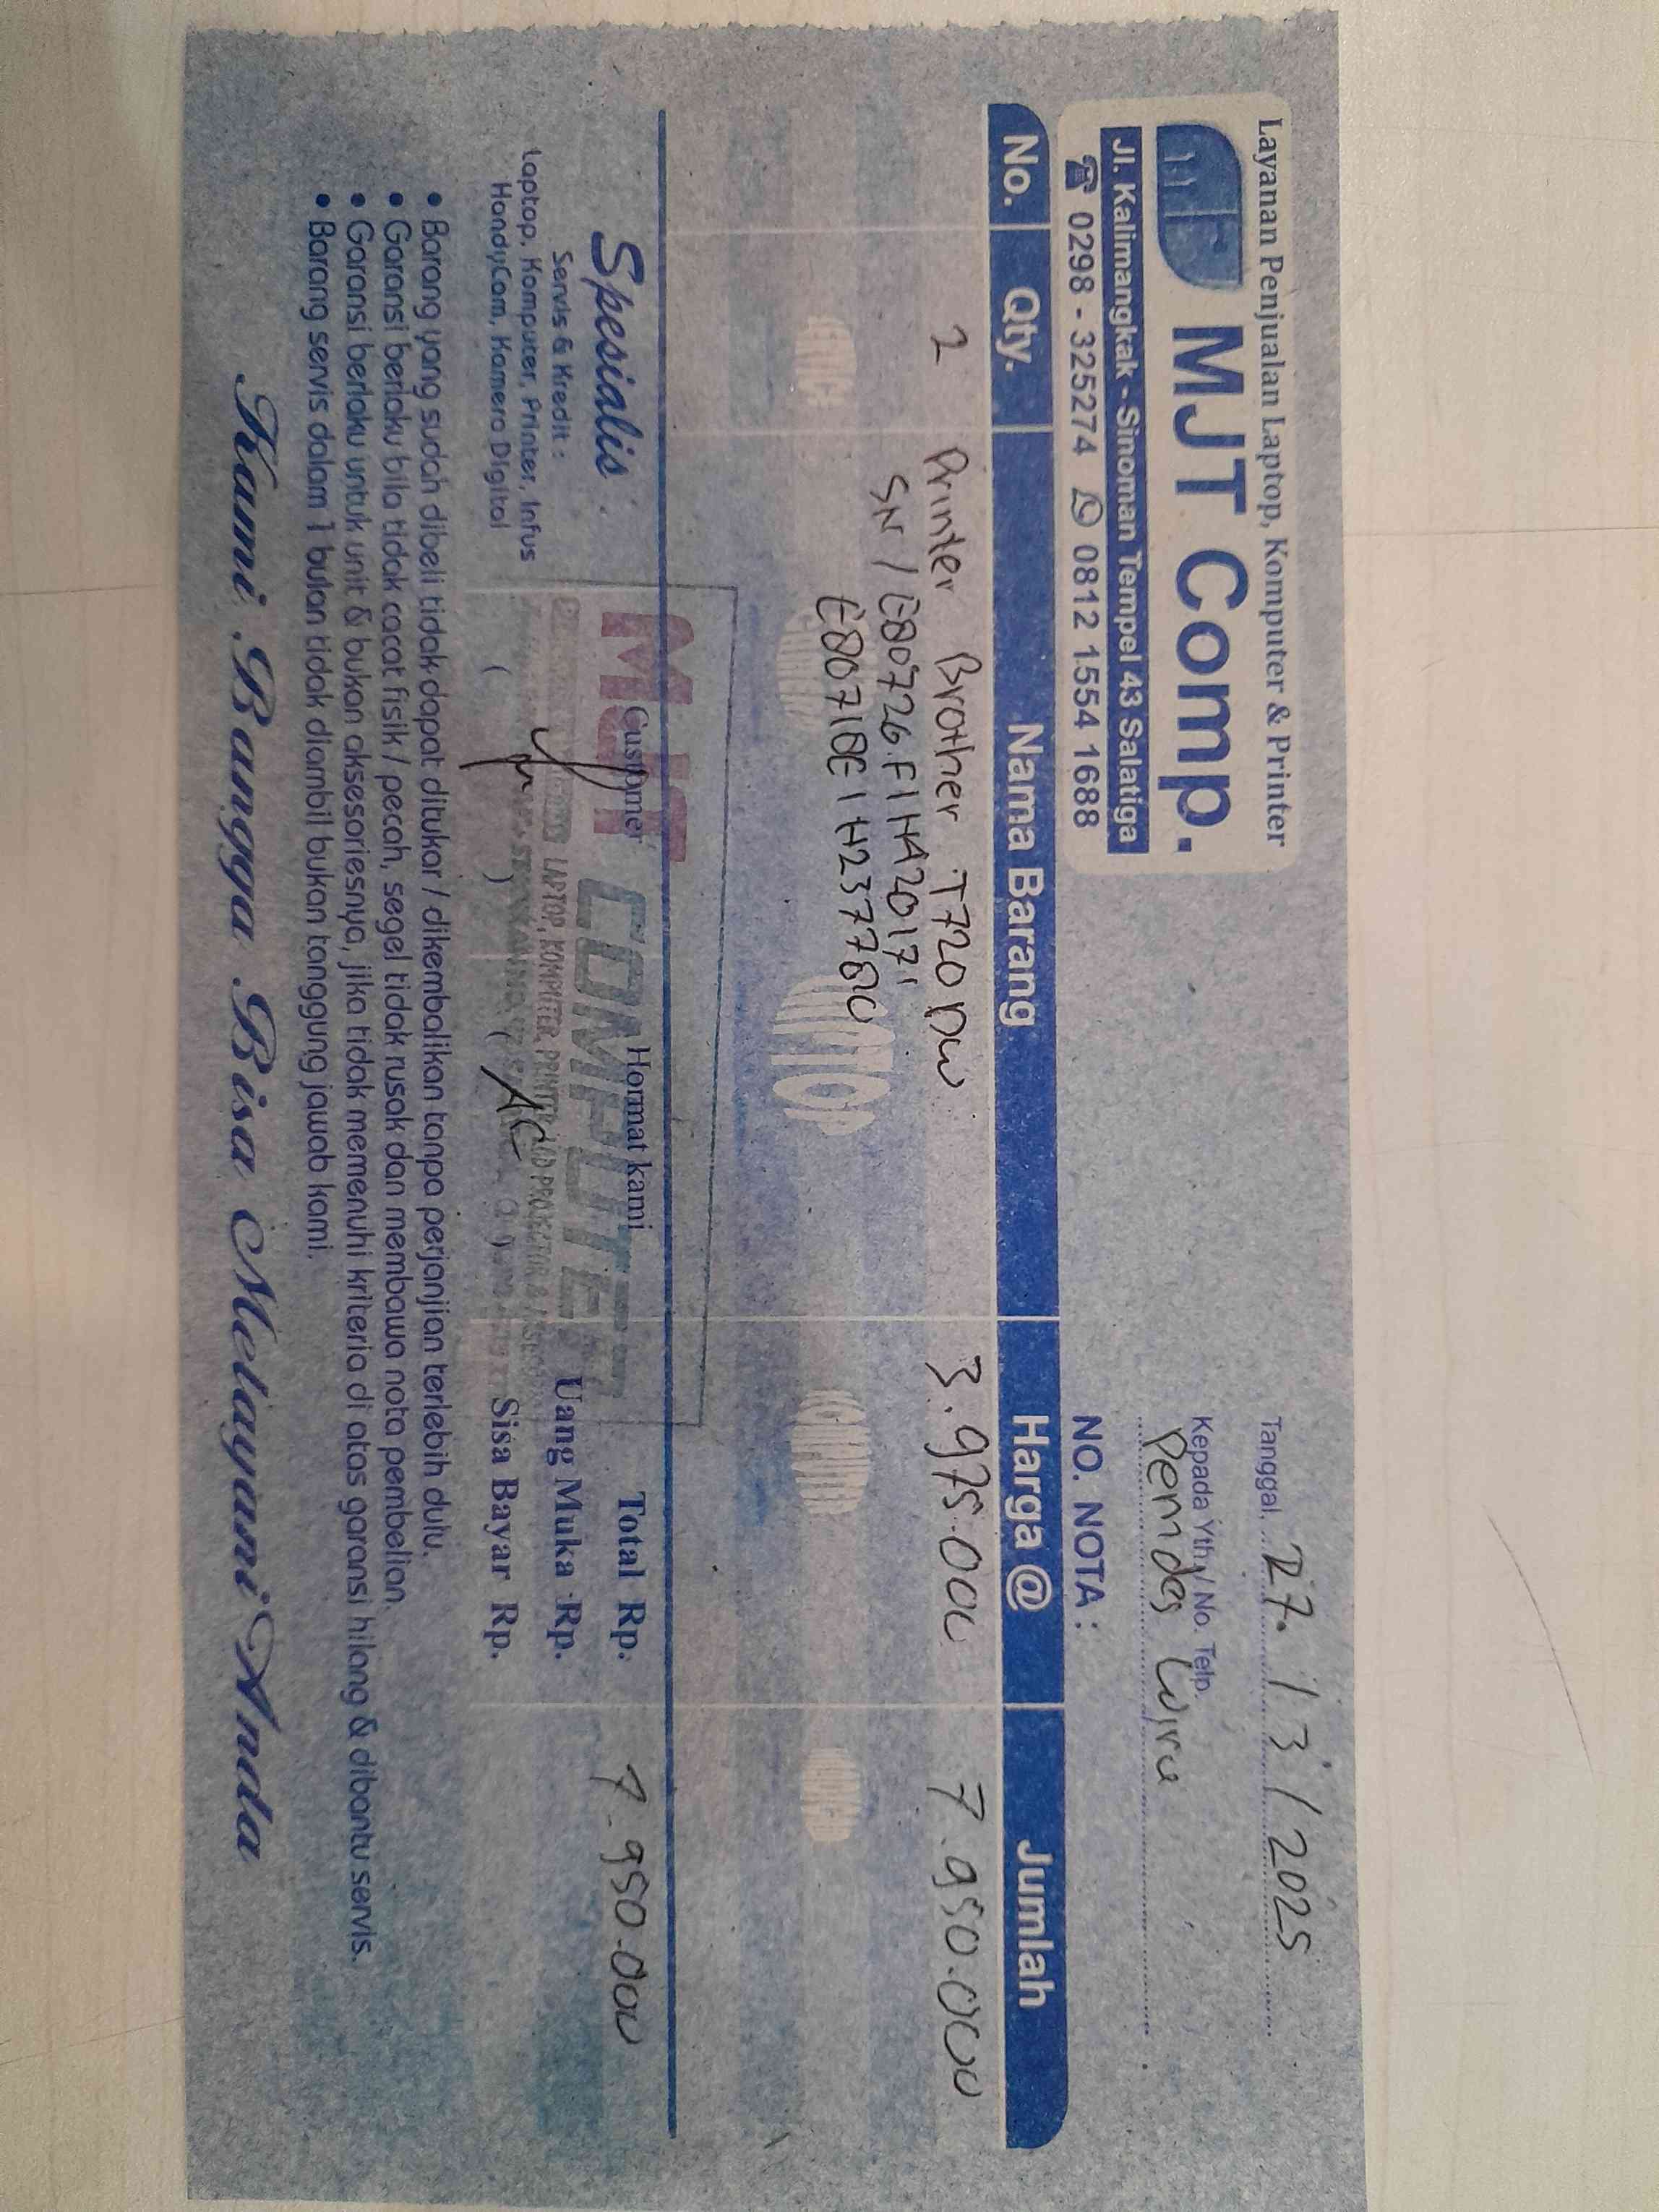 Layanan Penjualan Laptop, Komputer & Printer
MJT Comp.
Jl. Kalimangkak - Sinoman Tempel 43 Salatiga
0298 - 325274 0812 1554 1688
Tanggal, 27. / 3 / 2025
Kepada Yth / No. Telp.
Pemdes Wiru
NO. NOTA :
No. Qty. Nama Barang Harga @ Jumlah
2 Printer Brother T720 DW 3.975.000 7.950.000
SN /
Total Rp. 7.950.000
Uang Muka Rp.
Sisa Bayar Rp.
Spesialis :
Servis & Kredit :
Laptop, Komputer, Printer, Infus
HandyCam, Kamera Digital
Customer Hormat kami
MJT COMPUTER
LAPTOP, KOMPUTER, PRINTER, LCD PROJECTOR
• Barang yang sudah dibeli tidak dapat ditukar / dikembalikan tanpa perjanjian terlebih dulu.
• Garansi berlaku bila tidak cacat fisik / pecah, segel tidak rusak dan membawa nota pembelian.
• Garansi berlaku untuk unit & bukan aksesoriesnya, jika tidak memenuhi kriteria di atas garansi hilang & dibantu servis.
• Barang servis dalam 1 bulan tidak diambil bukan tanggung jawab kami.
Kami Bangga Bisa Melayani Anda